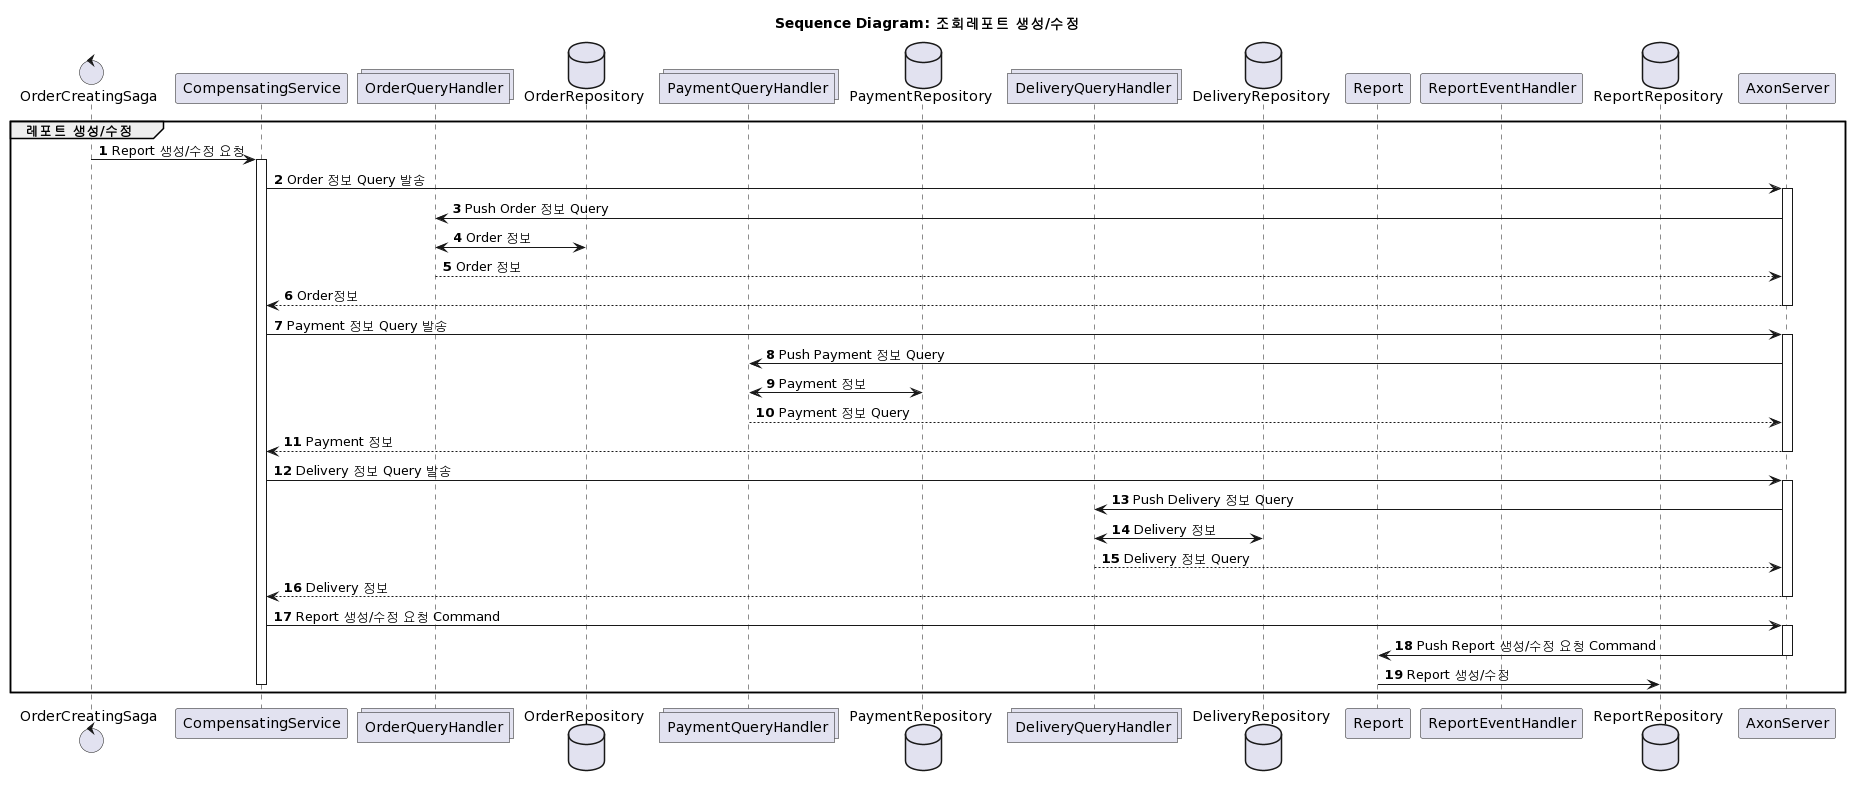 Sequence Diagram: 조회레포트 생성/수정
OrderCreatingSaga
CompensatingService
OrderQueryHandler
OrderRepository
PaymentQueryHandler
PaymentRepository
DeliveryQueryHandler
DeliveryRepository
Report
ReportEventHandler
ReportRepository
AxonServer
레포트 생성/수정
1 Report 생성/수정 요청
2 Order 정보 Query 발송
3 Push Order 정보 Query
4 Order 정보
5 Order 정보
6 Order정보
7 Payment 정보 Query 발송
8 Push Payment 정보 Query
9 Payment 정보
10 Payment 정보 Query
11 Payment 정보
12 Delivery 정보 Query 발송
13 Push Delivery 정보 Query
14 Delivery 정보
15 Delivery 정보 Query
16 Delivery 정보
17 Report 생성/수정 요청 Command
18 Push Report 생성/수정 요청 Command
19 Report 생성/수정
OrderCreatingSaga
CompensatingService
OrderQueryHandler
OrderRepository
PaymentQueryHandler
PaymentRepository
DeliveryQueryHandler
DeliveryRepository
Report
ReportEventHandler
ReportRepository
AxonServer